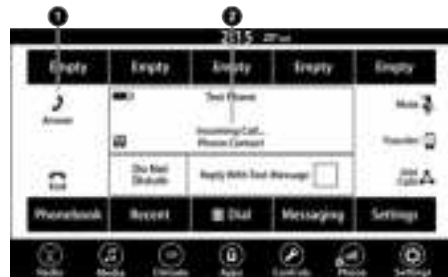 1 2
2:15
Empty Empty Empty Empty Empty
Answer
Test Phone
Mute
Incoming Call...
Phone Contact
Transfer
End
Do Not
Disturb
Reply With Text Message
Join
Calls
Phonebook Recent Dial Messaging Settings
Radio Media Climate Apps Controls Phone Settings